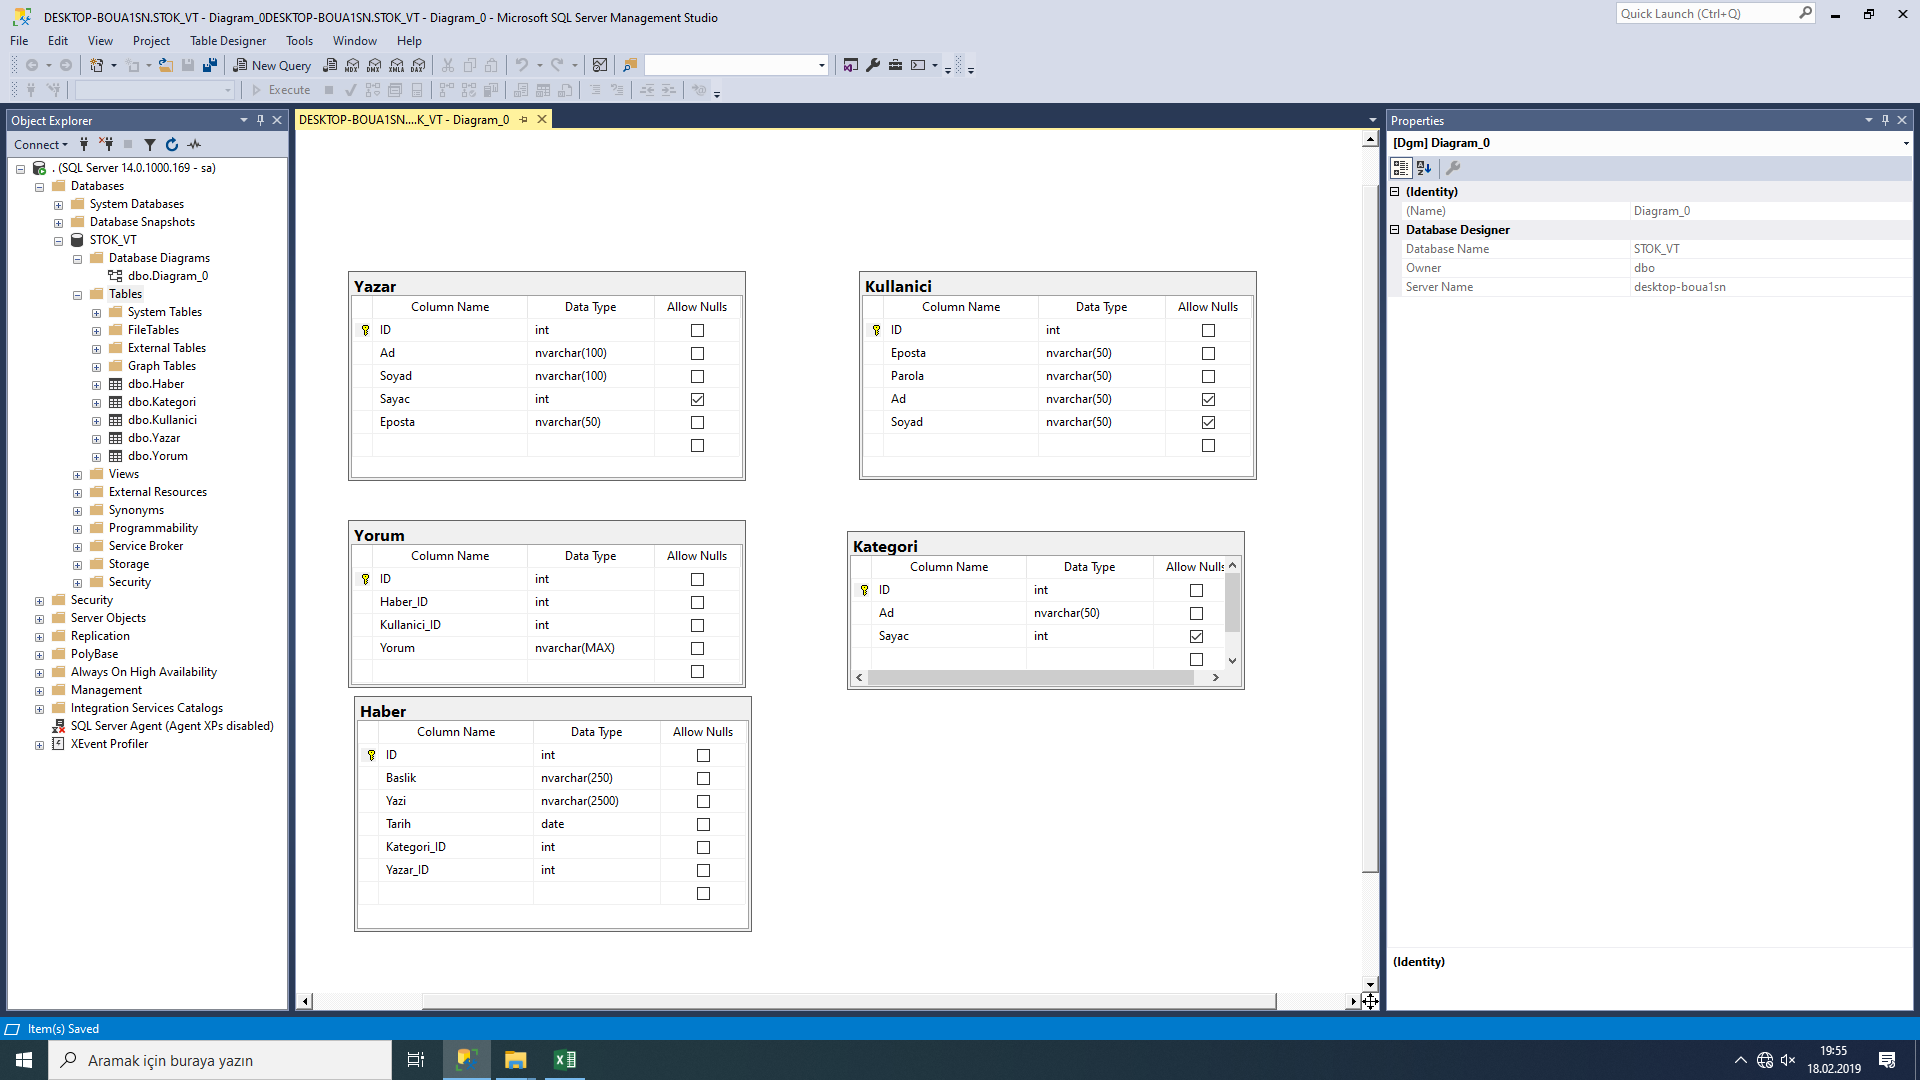 DESKTOP-BOUA1SN.STOK_VT - Diagram_0DESKTOP-BOUA1SN.STOK_VT - Diagram_0 - Microsoft SQL Server Management Studio
Quick Launch (Ctrl+Q)
File Edit View Project Table Designer Tools Window Help
New Query MDX DMX XMLA DAX
Execute
Object Explorer
Connect
. (SQL Server 14.0.1000.169 - sa)
Databases
System Databases
Database Snapshots
STOK_VT
Database Diagrams
dbo.Diagram_0
Tables
System Tables
FileTables
External Tables
Graph Tables
dbo.Haber
dbo.Kategori
dbo.Kullanici
dbo.Yazar
dbo.Yorum
Views
External Resources
Synonyms
Programmability
Service Broker
Storage
Security
Security
Server Objects
Replication
PolyBase
Always On High Availability
Management
Integration Services Catalogs
SQL Server Agent (Agent XPs disabled)
XEvent Profiler
DESKTOP-BOUA1SN....K_VT - Diagram_0
Yazar
Column Name Data Type Allow Nulls
ID int
Ad nvarchar(100)
Soyad nvarchar(100)
Sayac int
Eposta nvarchar(50)
Kullanici
Column Name Data Type Allow Nulls
ID int
Eposta nvarchar(50)
Parola nvarchar(50)
Ad nvarchar(50)
Soyad nvarchar(50)
Yorum
Column Name Data Type Allow Nulls
ID int
Haber_ID int
Kullanici_ID int
Yorum nvarchar(MAX)
Kategori
Column Name Data Type Allow Nulls
ID int
Ad nvarchar(50)
Sayac int
Haber
Column Name Data Type Allow Nulls
ID int
Baslik nvarchar(250)
Yazi nvarchar(2500)
Tarih date
Kategori_ID int
Yazar_ID int
Properties
[Dgm] Diagram_0
(Identity)
(Name) Diagram_0
Database Designer
Database Name STOK_VT
Owner dbo
Server Name desktop-boua1sn
(Identity)
Item(s) Saved
Aramak için buraya yazın
19:55
18.02.2019